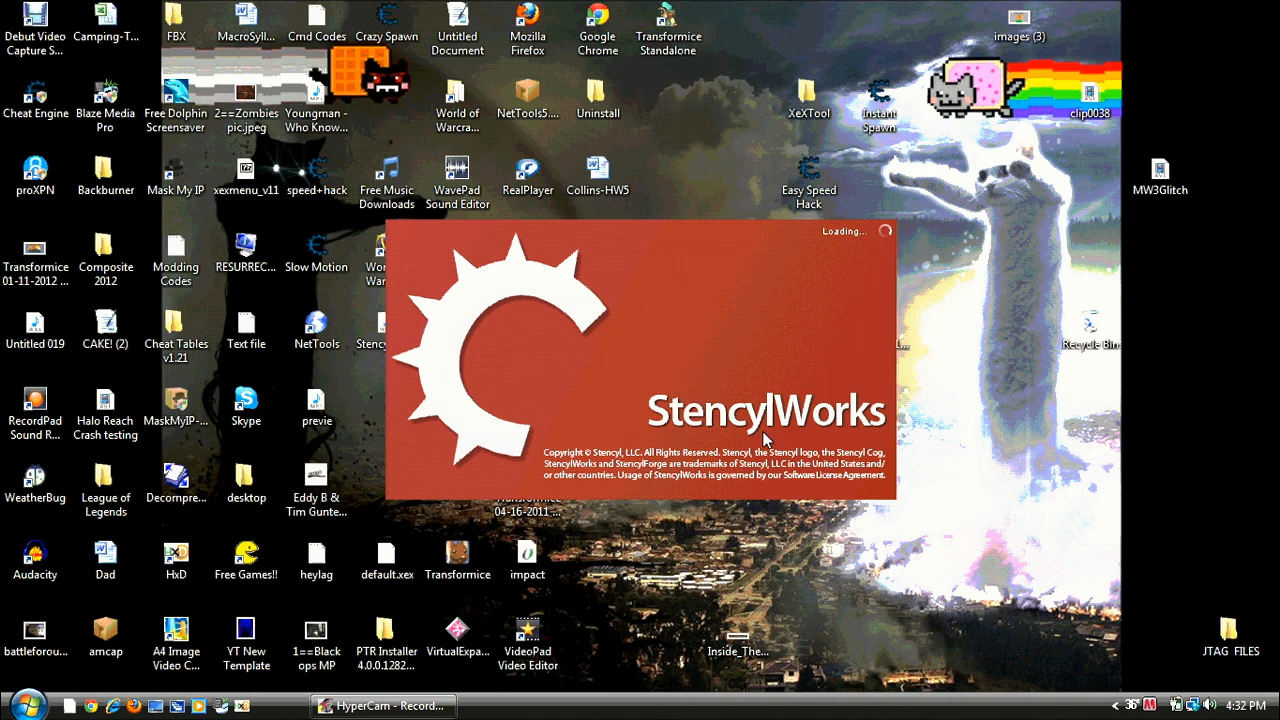 Debut Video
Capture S...
Camping-T...
FBX
MacroSyll...
Cmd Codes
Crazy Spawn
Untitled
Document
Mozilla
Firefox
Google
Chrome
Transformice
Standalone
images (3)
Cheat Engine
Blaze Media
Pro
Free Dolphin
Screensaver
2==Zombies
pic.jpeg
Youngman -
Who Know...
World of
Warcra...
NetTools5....
Uninstall
XeXTool
Instant
Spawn
clip0038
proXPN
Backburner
Mask My IP
xexmenu_v11
speed+hack
Free Music
Downloads
WavePad
Sound Editor
RealPlayer
Collins-HW5
Easy Speed
Hack
MW3Glitch
Loading...
Transformice
01-11-2012 ...
Composite
2012
Modding
Codes
RESURREC...
Slow Motion
Untitled 019
CAKE! (2)
Cheat Tables
v1.21
Text file
NetTools
Recycle Bin
RecordPad
Sound R...
Halo Reach
Crash testing
MaskMyIP-...
Skype
previe
StencylWorks
Copyright © Stencyl, LLC. All Rights Reserved. Stencyl, the Stencyl logo, the Stencyl Cog,
StencylWorks and StencylForge are trademarks of Stencyl, LLC in the United States and/
or other countries. Usage of StencylWorks is governed by our Software License Agreement.
WeatherBug
League of
Legends
Decompre...
desktop
Eddy B &
Tim Gunte...
04-16-2011 ...
Audacity
Dad
HxD
Free Games!!
heylag
default.xex
Transformice
impact
battleforou...
amcap
A4 Image
Video C...
YT New
Template
1==Black
ops MP
PTR Installer
4.0.0.1282...
VirtualExpa...
VideoPad
Video Editor
Inside_The...
JTAG FILES
HyperCam - Record...
36°
4:32 PM